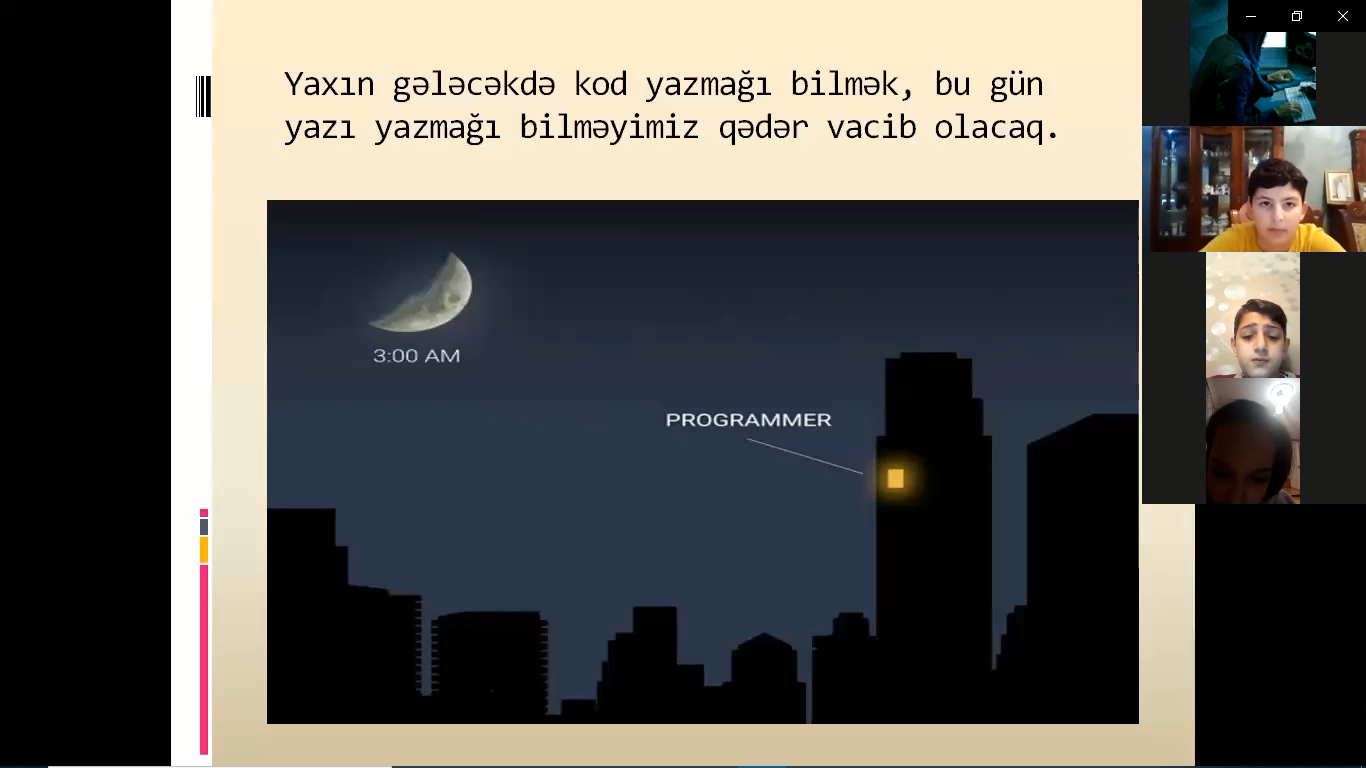 Yaxın gələcəkdə kod yazmağı bilmək, bu gün
yazı yazmağı bilməyimiz qədər vacib olacaq.
3:00 AM
PROGRAMMER